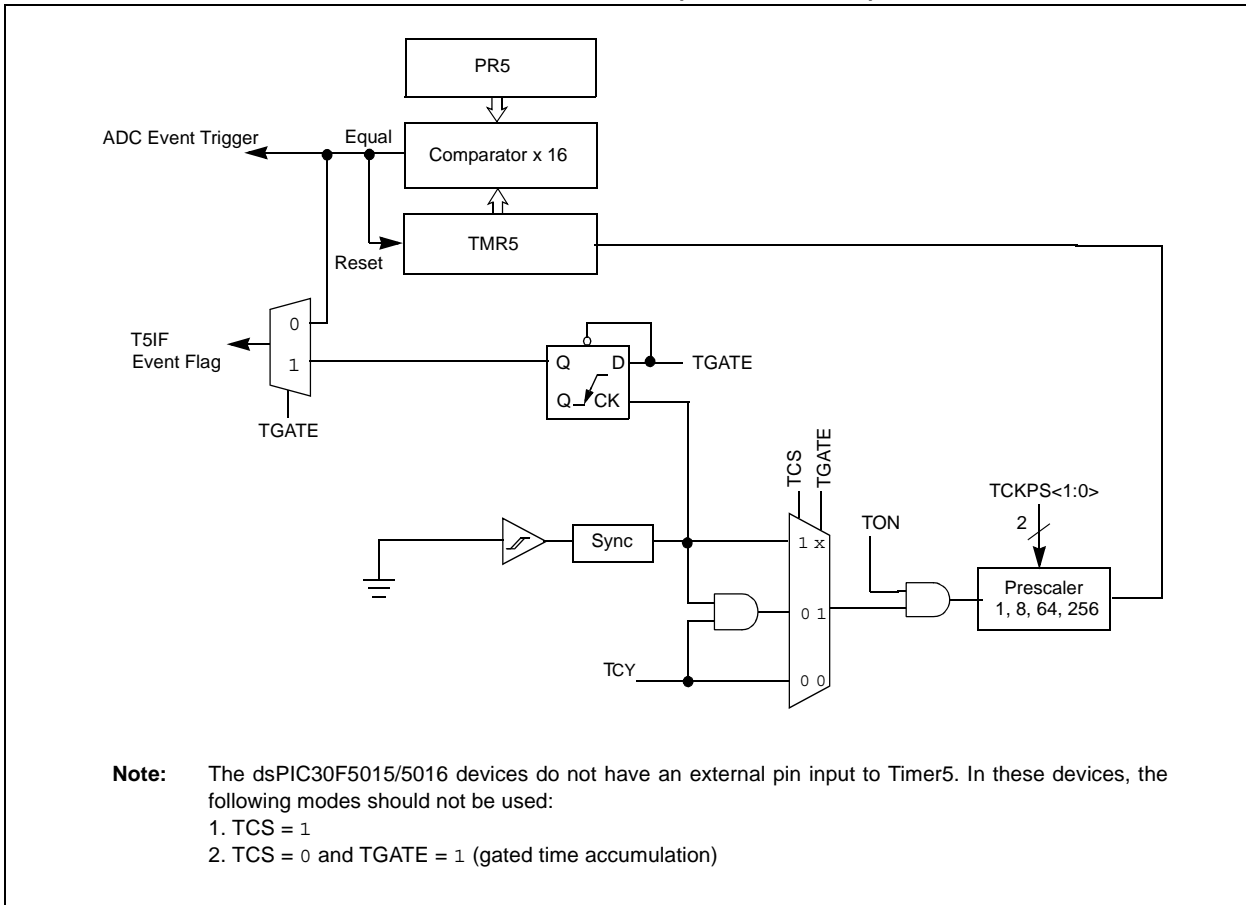 PR5
ADC Event Trigger
Equal
Comparator x 16
TMR5
Reset
0
1
T5IF
Event Flag
TGATE
Q
D
Q
CK
TGATE
TCS
TGATE
TCKPS<1:0>
2
TON
Sync
1 x
0 1
0 0
Prescaler
1, 8, 64, 256
TCY
Note: The dsPIC30F5015/5016 devices do not have an external pin input to Timer5. In these devices, the
following modes should not be used:
1. TCS = 1
2. TCS = 0 and TGATE = 1 (gated time accumulation)